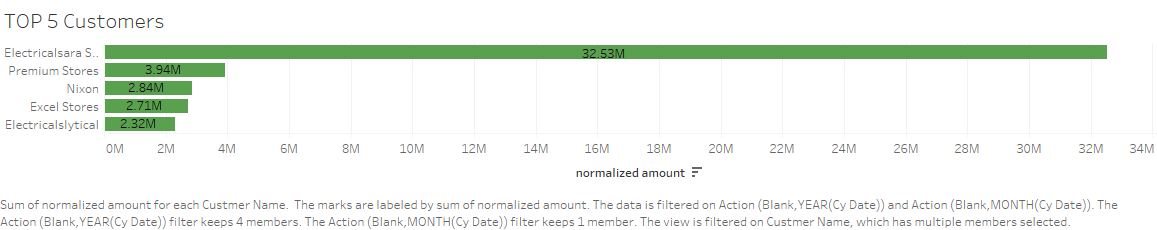 TOP 5 Customers
Electricalsara S..
32.53M
Premium Stores
3.94M
Nixon
2.84M
Excel Stores
2.71M
Electricalslytical
2.32M
0M 2M 4M 6M 8M 10M 12M 14M 16M 18M 20M 22M 24M 26M 28M 30M 32M 34M
normalized amount
Sum of normalized amount for each Custmer Name. The marks are labeled by sum of normalized amount. The data is filtered on Action (Blank,YEAR(Cy Date)) and Action (Blank,MONTH(Cy Date)). The
Action (Blank,YEAR(Cy Date)) filter keeps 4 members. The Action (Blank,MONTH(Cy Date)) filter keeps 1 member. The view is filtered on Custmer Name, which has multiple members selected.